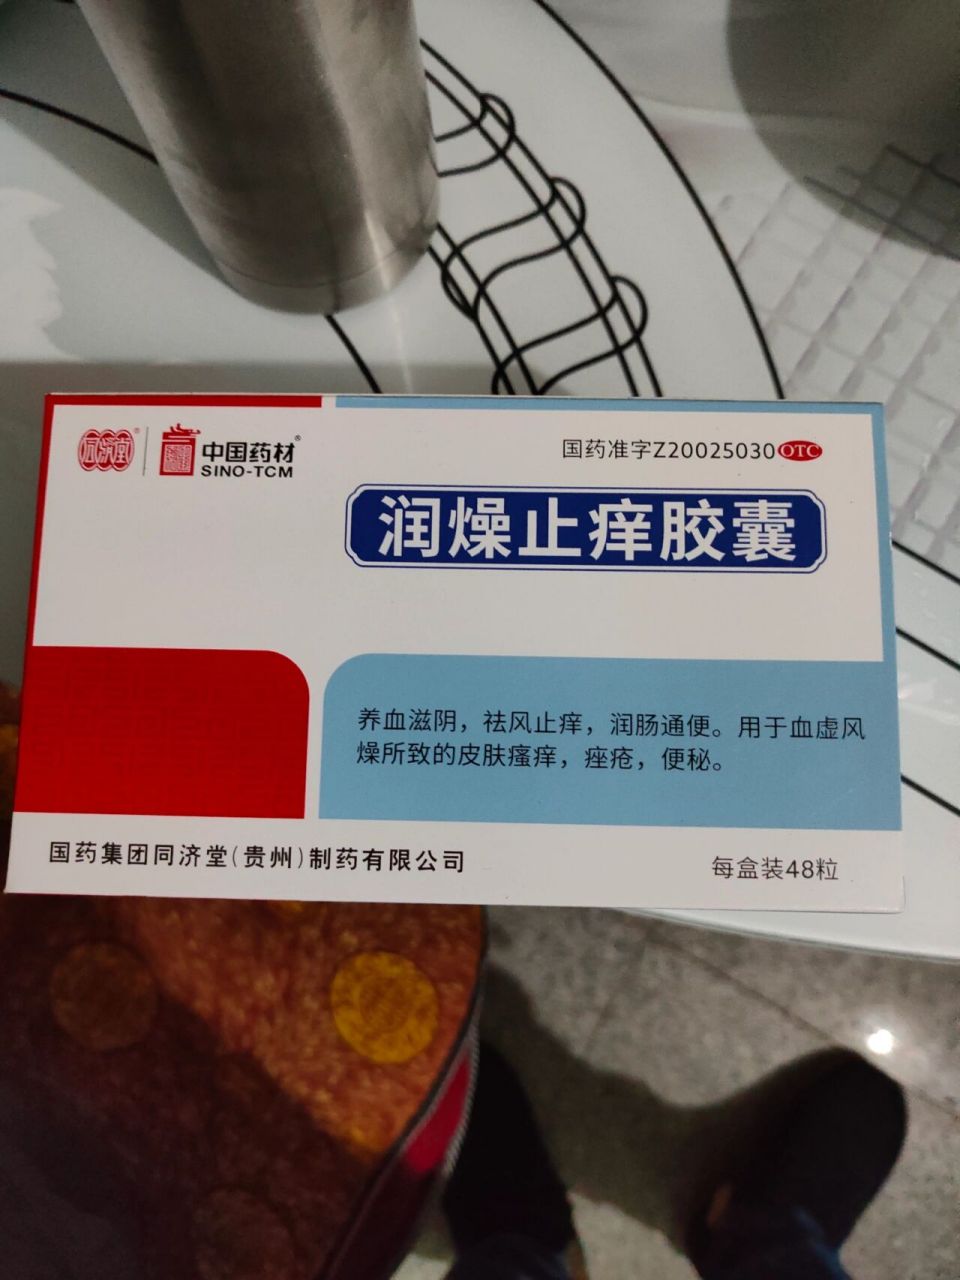 同济堂
中国药材
SINO-TCM
国药准字Z20025030 OTC
润燥止痒胶囊
养血滋阴，祛风止痒，润肠通便。用于血虚风
燥所致的皮肤瘙痒，痤疮，便秘。
国药集团同济堂(贵州)制药有限公司
每盒装48粒